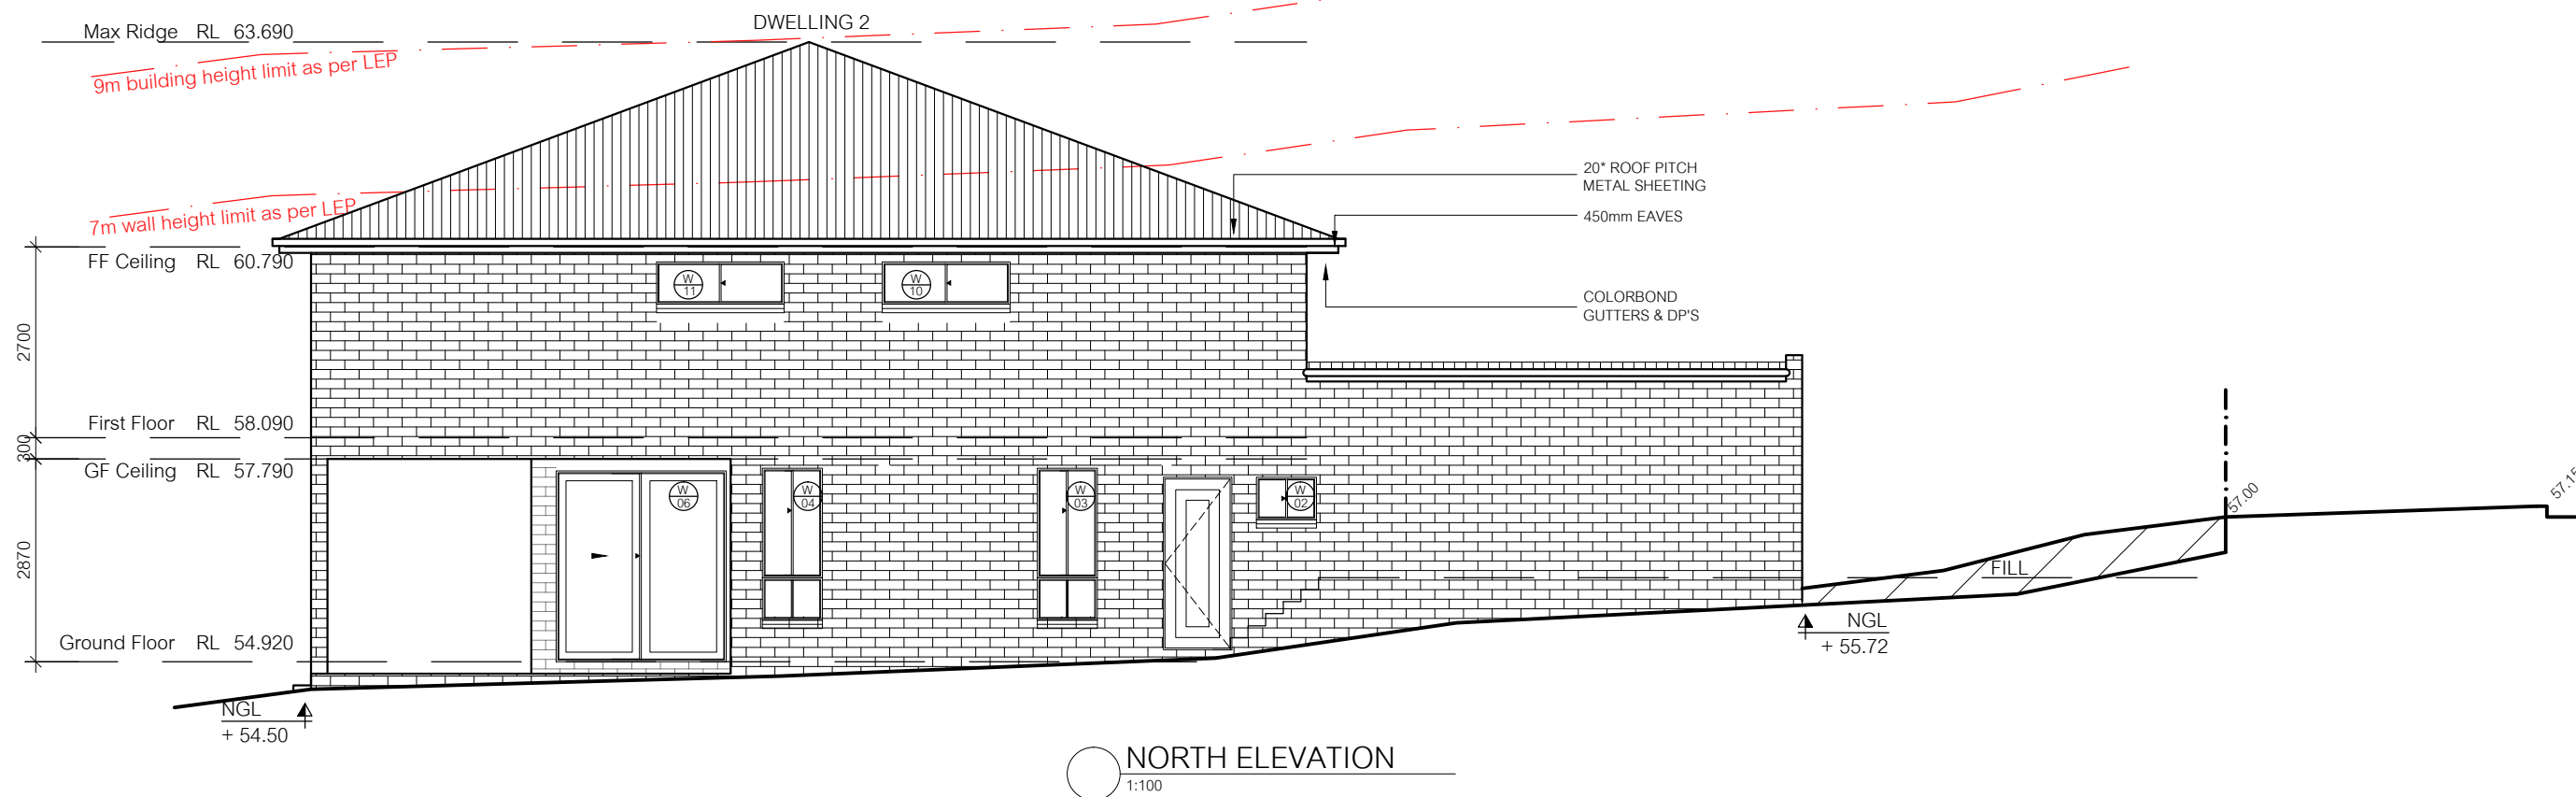 DWELLING 2
Max Ridge RL 63.690
9m building height limit as per LEP
20* ROOF PITCH
METAL SHEETING
450mm EAVES
7m wall height limit as per LEP
FF Ceiling RL 60.790
W
11
W
10
COLORBOND
GUTTERS & DP'S
2700
First Floor RL 58.090
300
GF Ceiling RL 57.790
W
06
W
04
W
03
W
02
57.00
57.15
2870
FILL
Ground Floor RL 54.920
NGL
+ 55.72
NGL
+ 54.50
NORTH ELEVATION
1:100